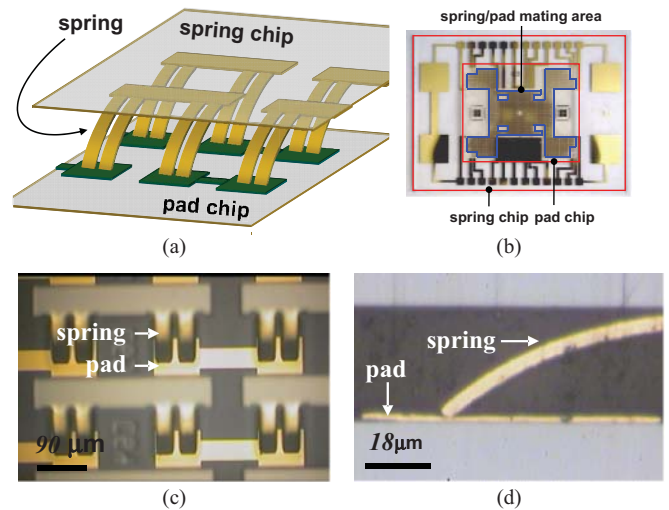 spring
spring chip
pad chip
(a)
spring/pad mating area
spring chip pad chip
(b)
spring
pad
90 µm
(c)
spring
pad
18µm
(d)